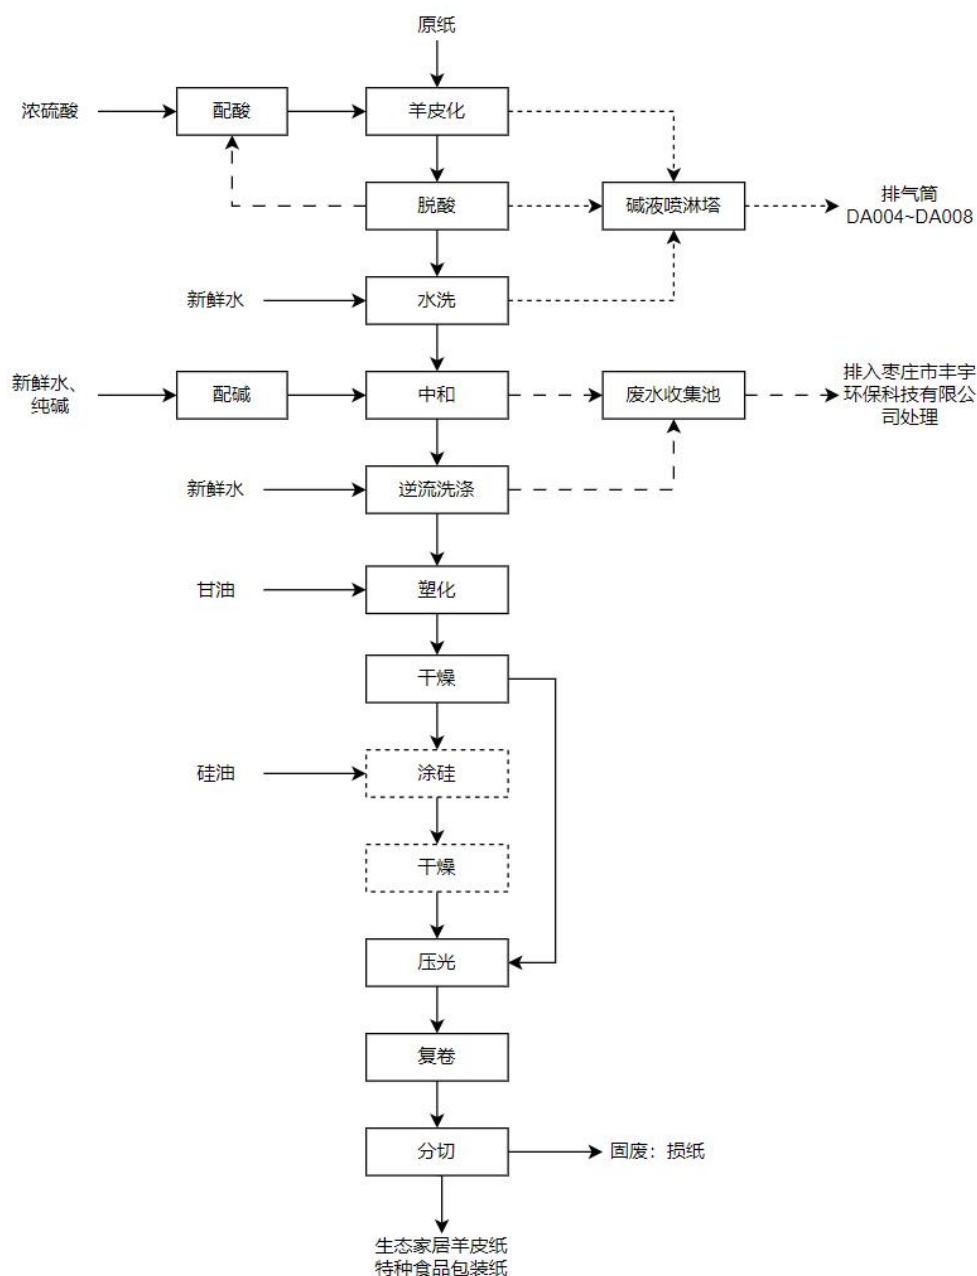 原纸
浓硫酸
配酸
羊皮化
脱酸
碱液喷淋塔
排气筒
DA004~DA008
新鲜水
水洗
新鲜水、
纯碱
配碱
中和
废水收集池
排入枣庄市丰宇
环保科技有限公
司处理
新鲜水
逆流洗涤
甘油
塑化
干燥
硅油
涂硅
干燥
压光
复卷
分切
固废：损纸
生态家居羊皮纸
特种食品包装纸